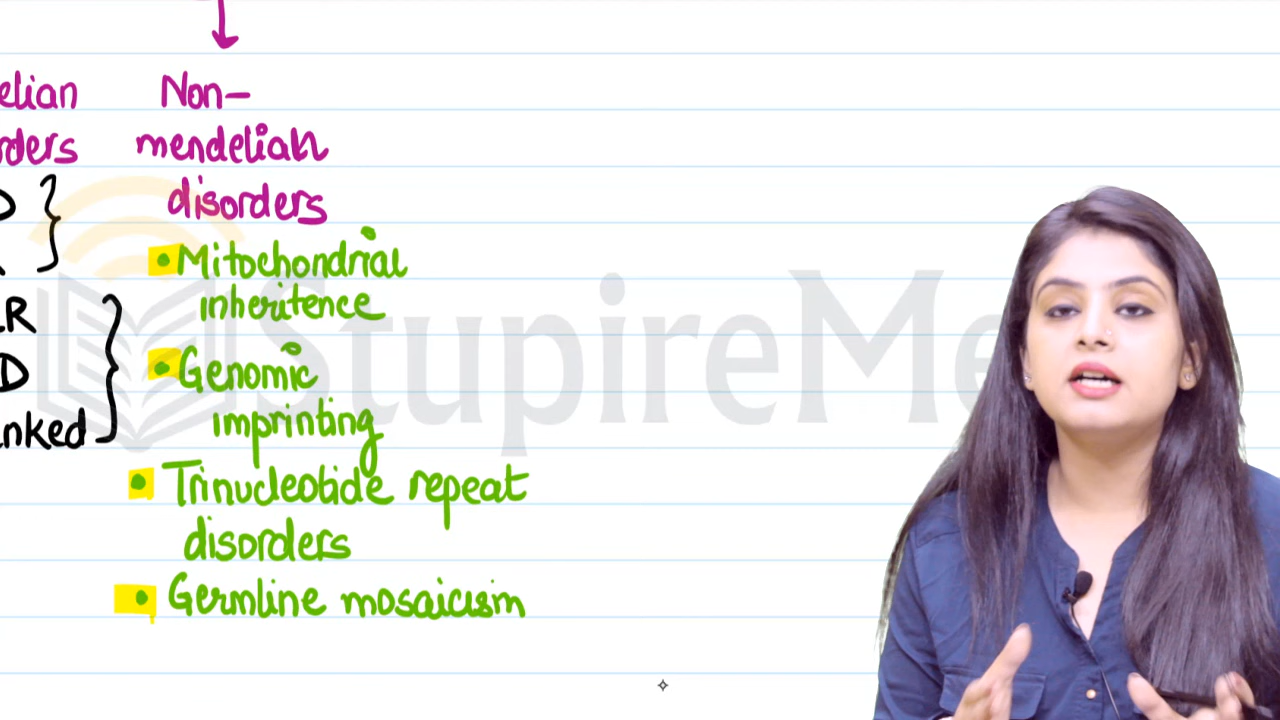 elian
rders
D
R
D
nked
Non-
mendelian
disorders
• Mitochondrial
inheritence
• Genomic
imprinting
• Trinucleotide repeat
disorders
• Germline mosaicism
StupireMe